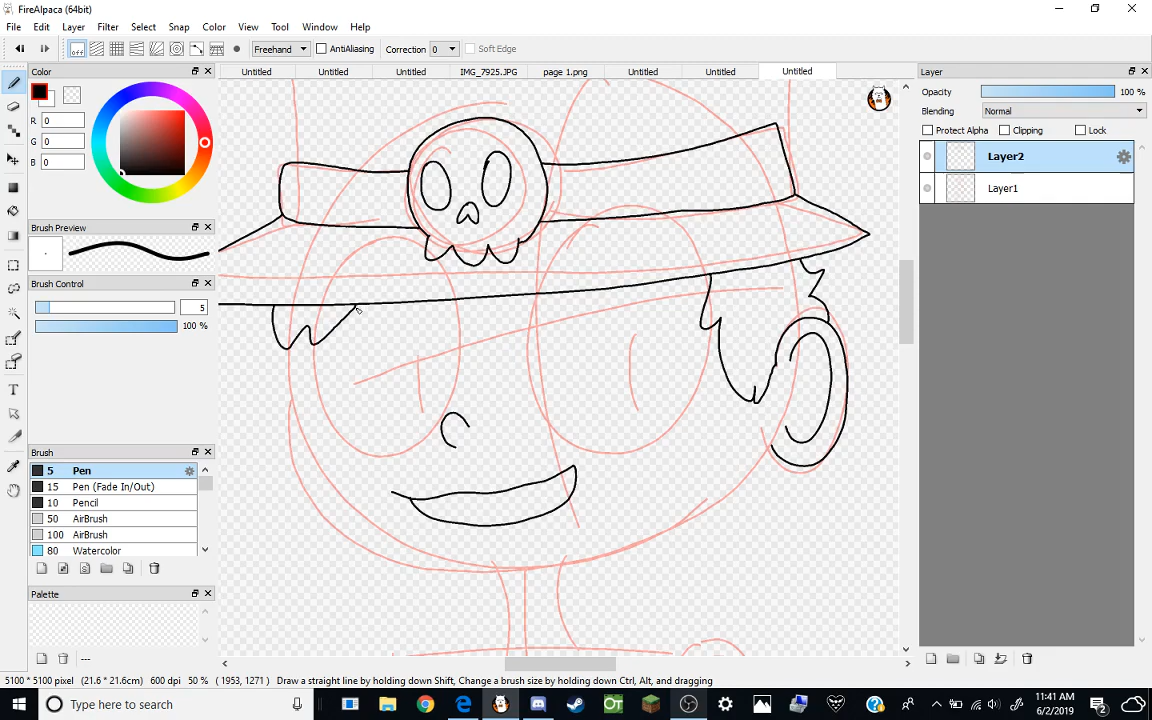 FireAlpaca (64bit)
File Edit Layer Filter Select Snap Color View Tool Window Help
off Freehand AntiAliasing Correction 0 Soft Edge
Color
Untitled Untitled Untitled IMG_7925.JPG page 1.png Untitled Untitled Untitled
Layer
Opacity 100 %
Blending Normal
Protect Alpha Clipping Lock
R 0
G 0
B 0
Layer2
Layer1
Brush Preview
Brush Control
5
100 %
Brush
5 Pen
15 Pen (Fade In/Out)
10 Pencil
50 AirBrush
100 AirBrush
80 Watercolor
Palette
---
5100 * 5100 pixel (21.6 * 21.6cm) 600 dpi 50 % ( 1953, 1271 ) Draw a straight line by holding down Shift, Change a brush size by holding down Ctrl, Alt, and dragging
Type here to search
OT
11:41 AM
6/2/2019
2